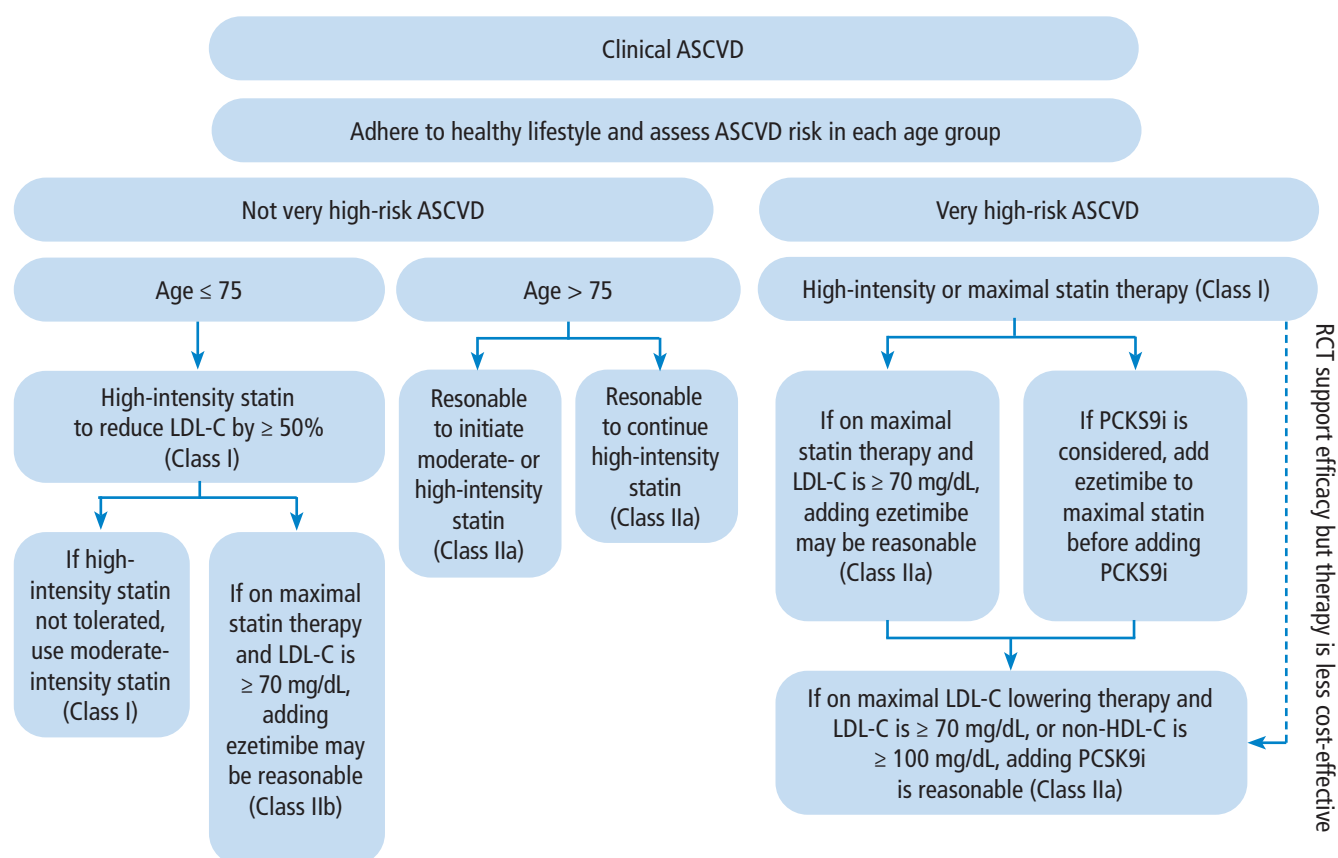 Clinical ASCVD
Adhere to healthy lifestyle and assess ASCVD risk in each age group
Not very high-risk ASCVD
Very high-risk ASCVD
Age ≤ 75
Age > 75
High-intensity or maximal statin therapy (Class I)
High-intensity statin
to reduce LDL-C by ≥ 50%
(Class I)
Resonable
to initiate
moderate- or
high-intensity
statin
(Class IIa)
Resonable
to continue
high-intensity
statin
(Class IIa)
If on maximal
statin therapy and
LDL-C is ≥ 70 mg/dL,
adding ezetimibe
may be reasonable
(Class IIa)
If PCKS9i is
considered, add
ezetimibe to
maximal statin
before adding
PCKS9i
If high-
intensity statin
not tolerated,
use moderate-
intensity statin
(Class I)
If on maximal
statin therapy
and LDL-C is
≥ 70 mg/dL,
adding
ezetimibe may
be reasonable
(Class IIb)
If on maximal LDL-C lowering therapy and
LDL-C is ≥ 70 mg/dL, or non-HDL-C is
≥ 100 mg/dL, adding PCSK9i
is reasonable (Class IIa)
RCT support efficacy but therapy is less cost-effective